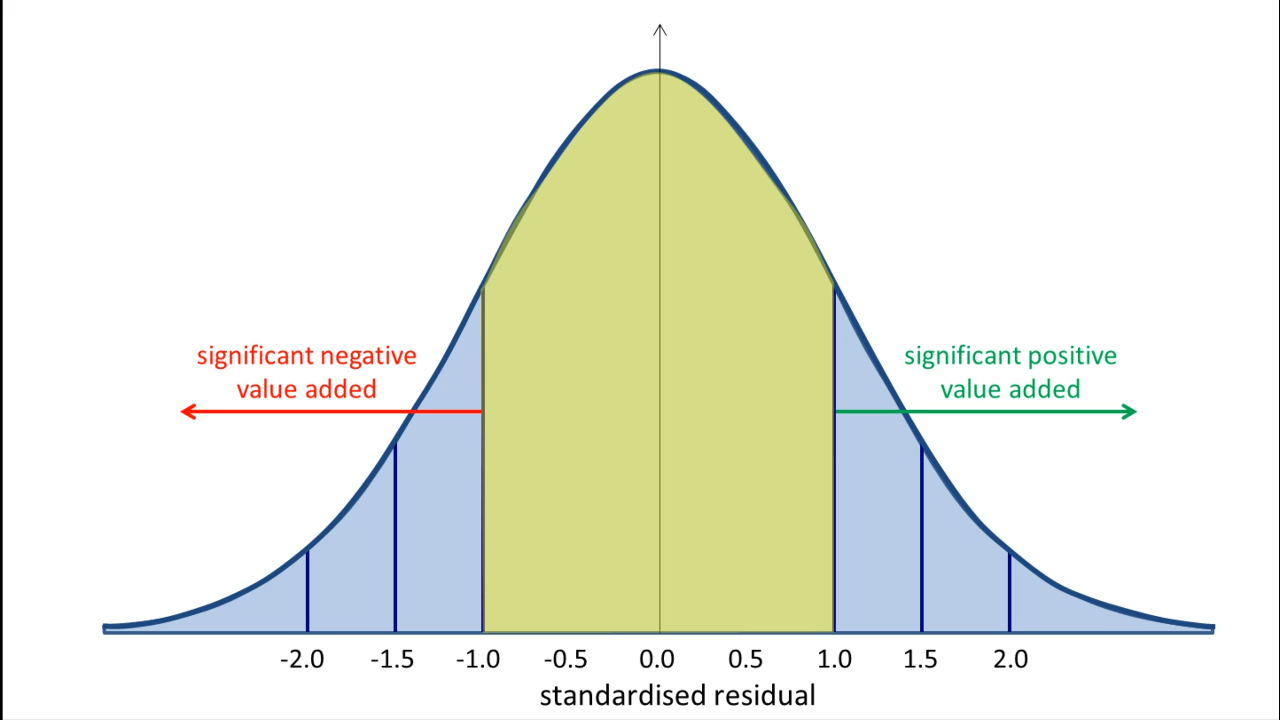 significant negative
value added
significant positive
value added
-2.0 -1.5 -1.0 -0.5 0.0 0.5 1.0 1.5 2.0
standardised residual